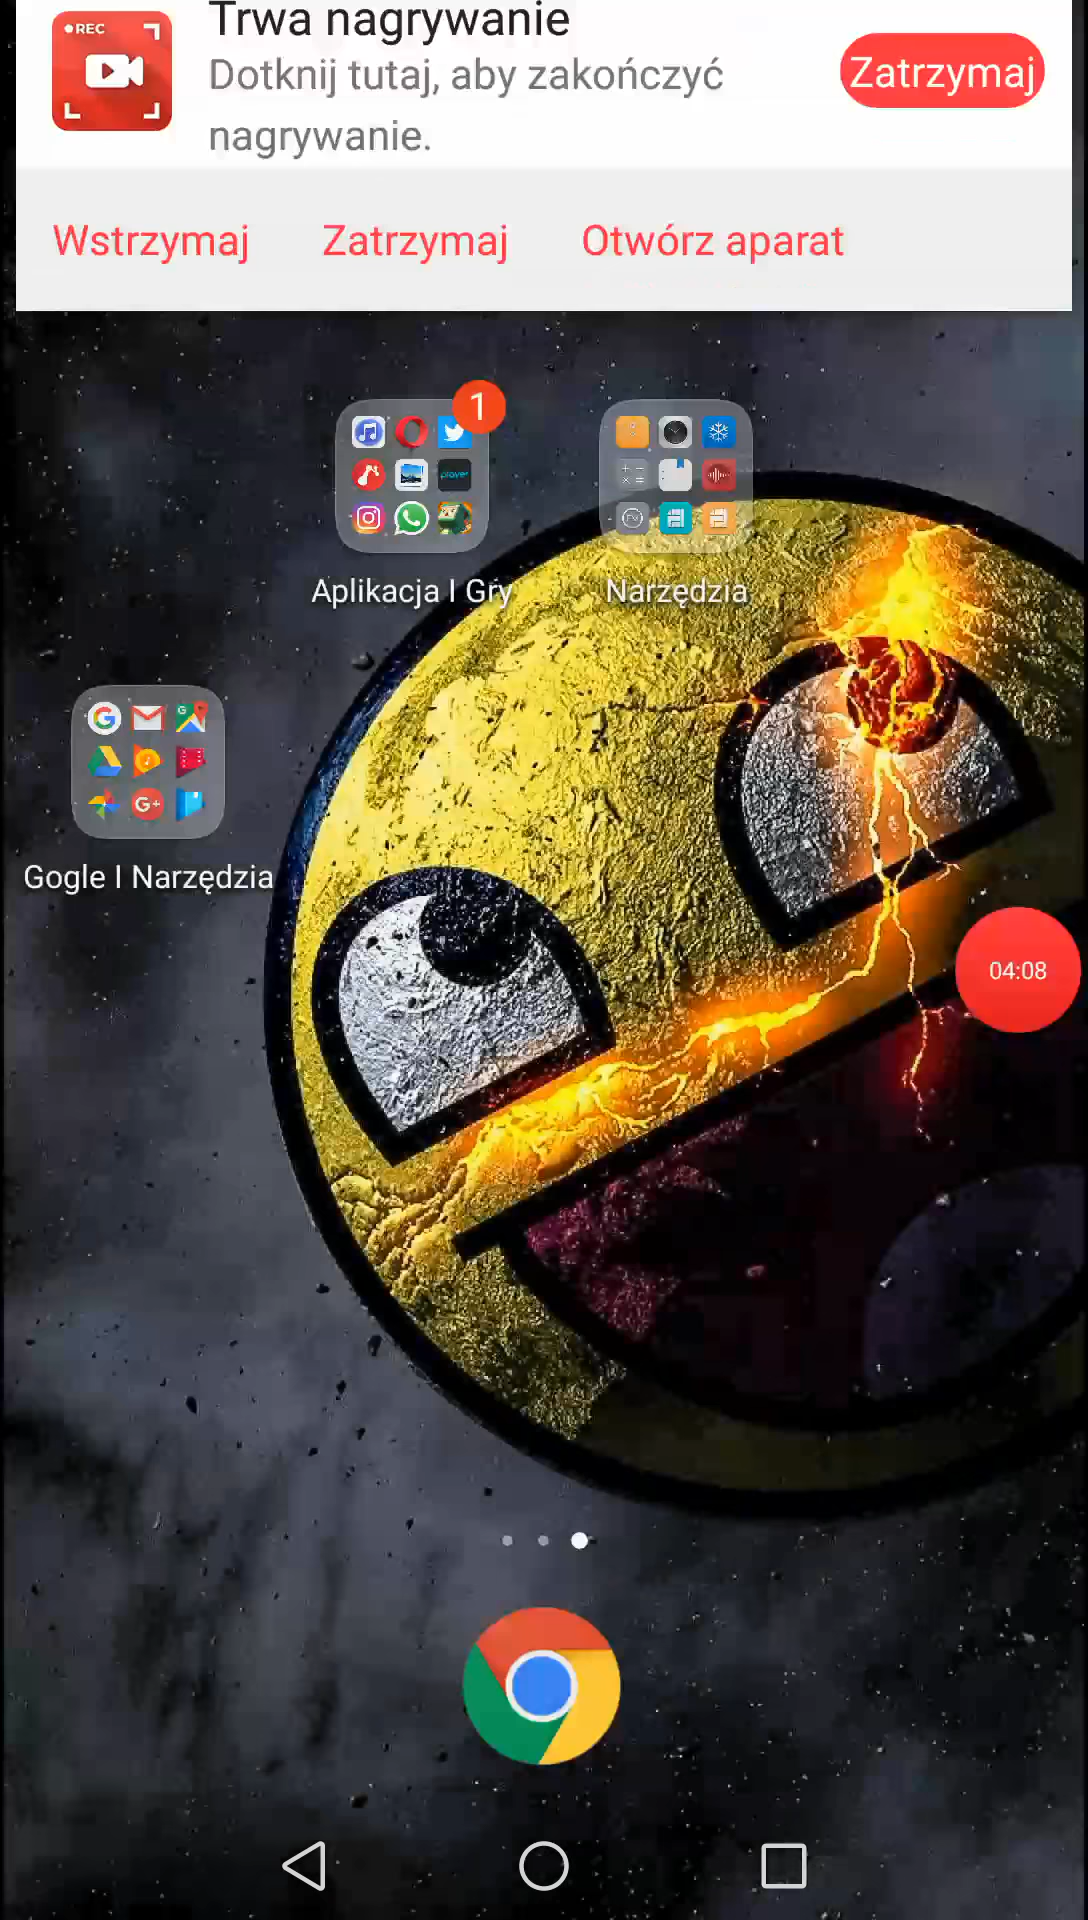 REC
Trwa nagrywanie
Dotknij tutaj, aby zakończyć
nagrywanie.
Zatrzymaj
Wstrzymaj
Zatrzymaj
Otwórz aparat
1
player
Aplikacja I Gry
Narzędzia
G+
Gogle I Narzędzia
04:08